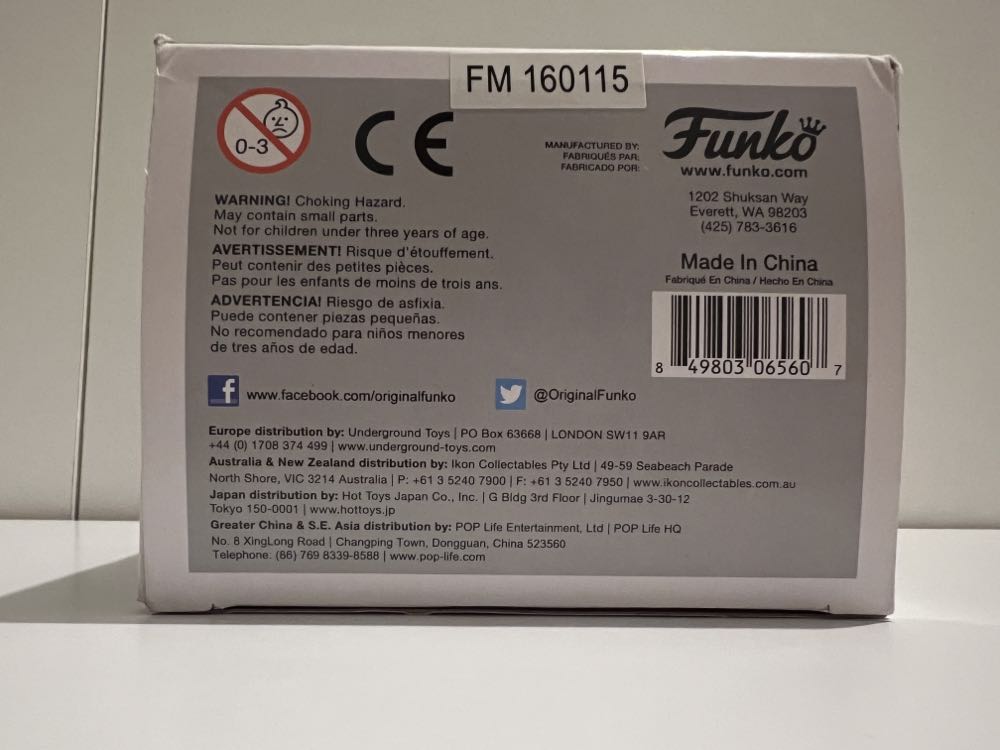 FM 160115
0-3
CE
MANUFACTURED BY:
FABRIQUÉS PAR:
FABRICADO POR:
Funko
www.funko.com
1202 Shuksan Way
Everett, WA 98203
(425) 783-3616
Made In China
Fabriqué En China / Hecho En China
8 49803 06560 7
WARNING! Choking Hazard.
May contain small parts.
Not for children under three years of age.
AVERTISSEMENT! Risque d'étouffement.
Peut contenir des petites pièces.
Pas pour les enfants de moins de trois ans.
ADVERTENCIA! Riesgo de asfixia.
Puede contener piezas pequeñas.
No recomendado para niños menores
de tres años de edad.
f www.facebook.com/originalfunko
@OriginalFunko
Europe distribution by: Underground Toys | PO Box 63668 | LONDON SW11 9AR
+44 (0) 1708 374 499 | www.underground-toys.com
Australia & New Zealand distribution by: Ikon Collectables Pty Ltd | 49-59 Seabeach Parade
North Shore, VIC 3214 Australia | P: +61 3 5240 7900 | F: +61 3 5240 7950 | www.ikoncollectables.com.au
Japan distribution by: Hot Toys Japan Co., Inc. | G Bldg 3rd Floor | Jingumae 3-30-12
Tokyo 150-0001 | www.hottoys.jp
Greater China & S.E. Asia distribution by: POP Life Entertainment, Ltd | POP Life HQ
No. 8 XingLong Road | Changping Town, Dongguan, China 523560
Telephone: (86) 769 8339-8588 | www.pop-life.com